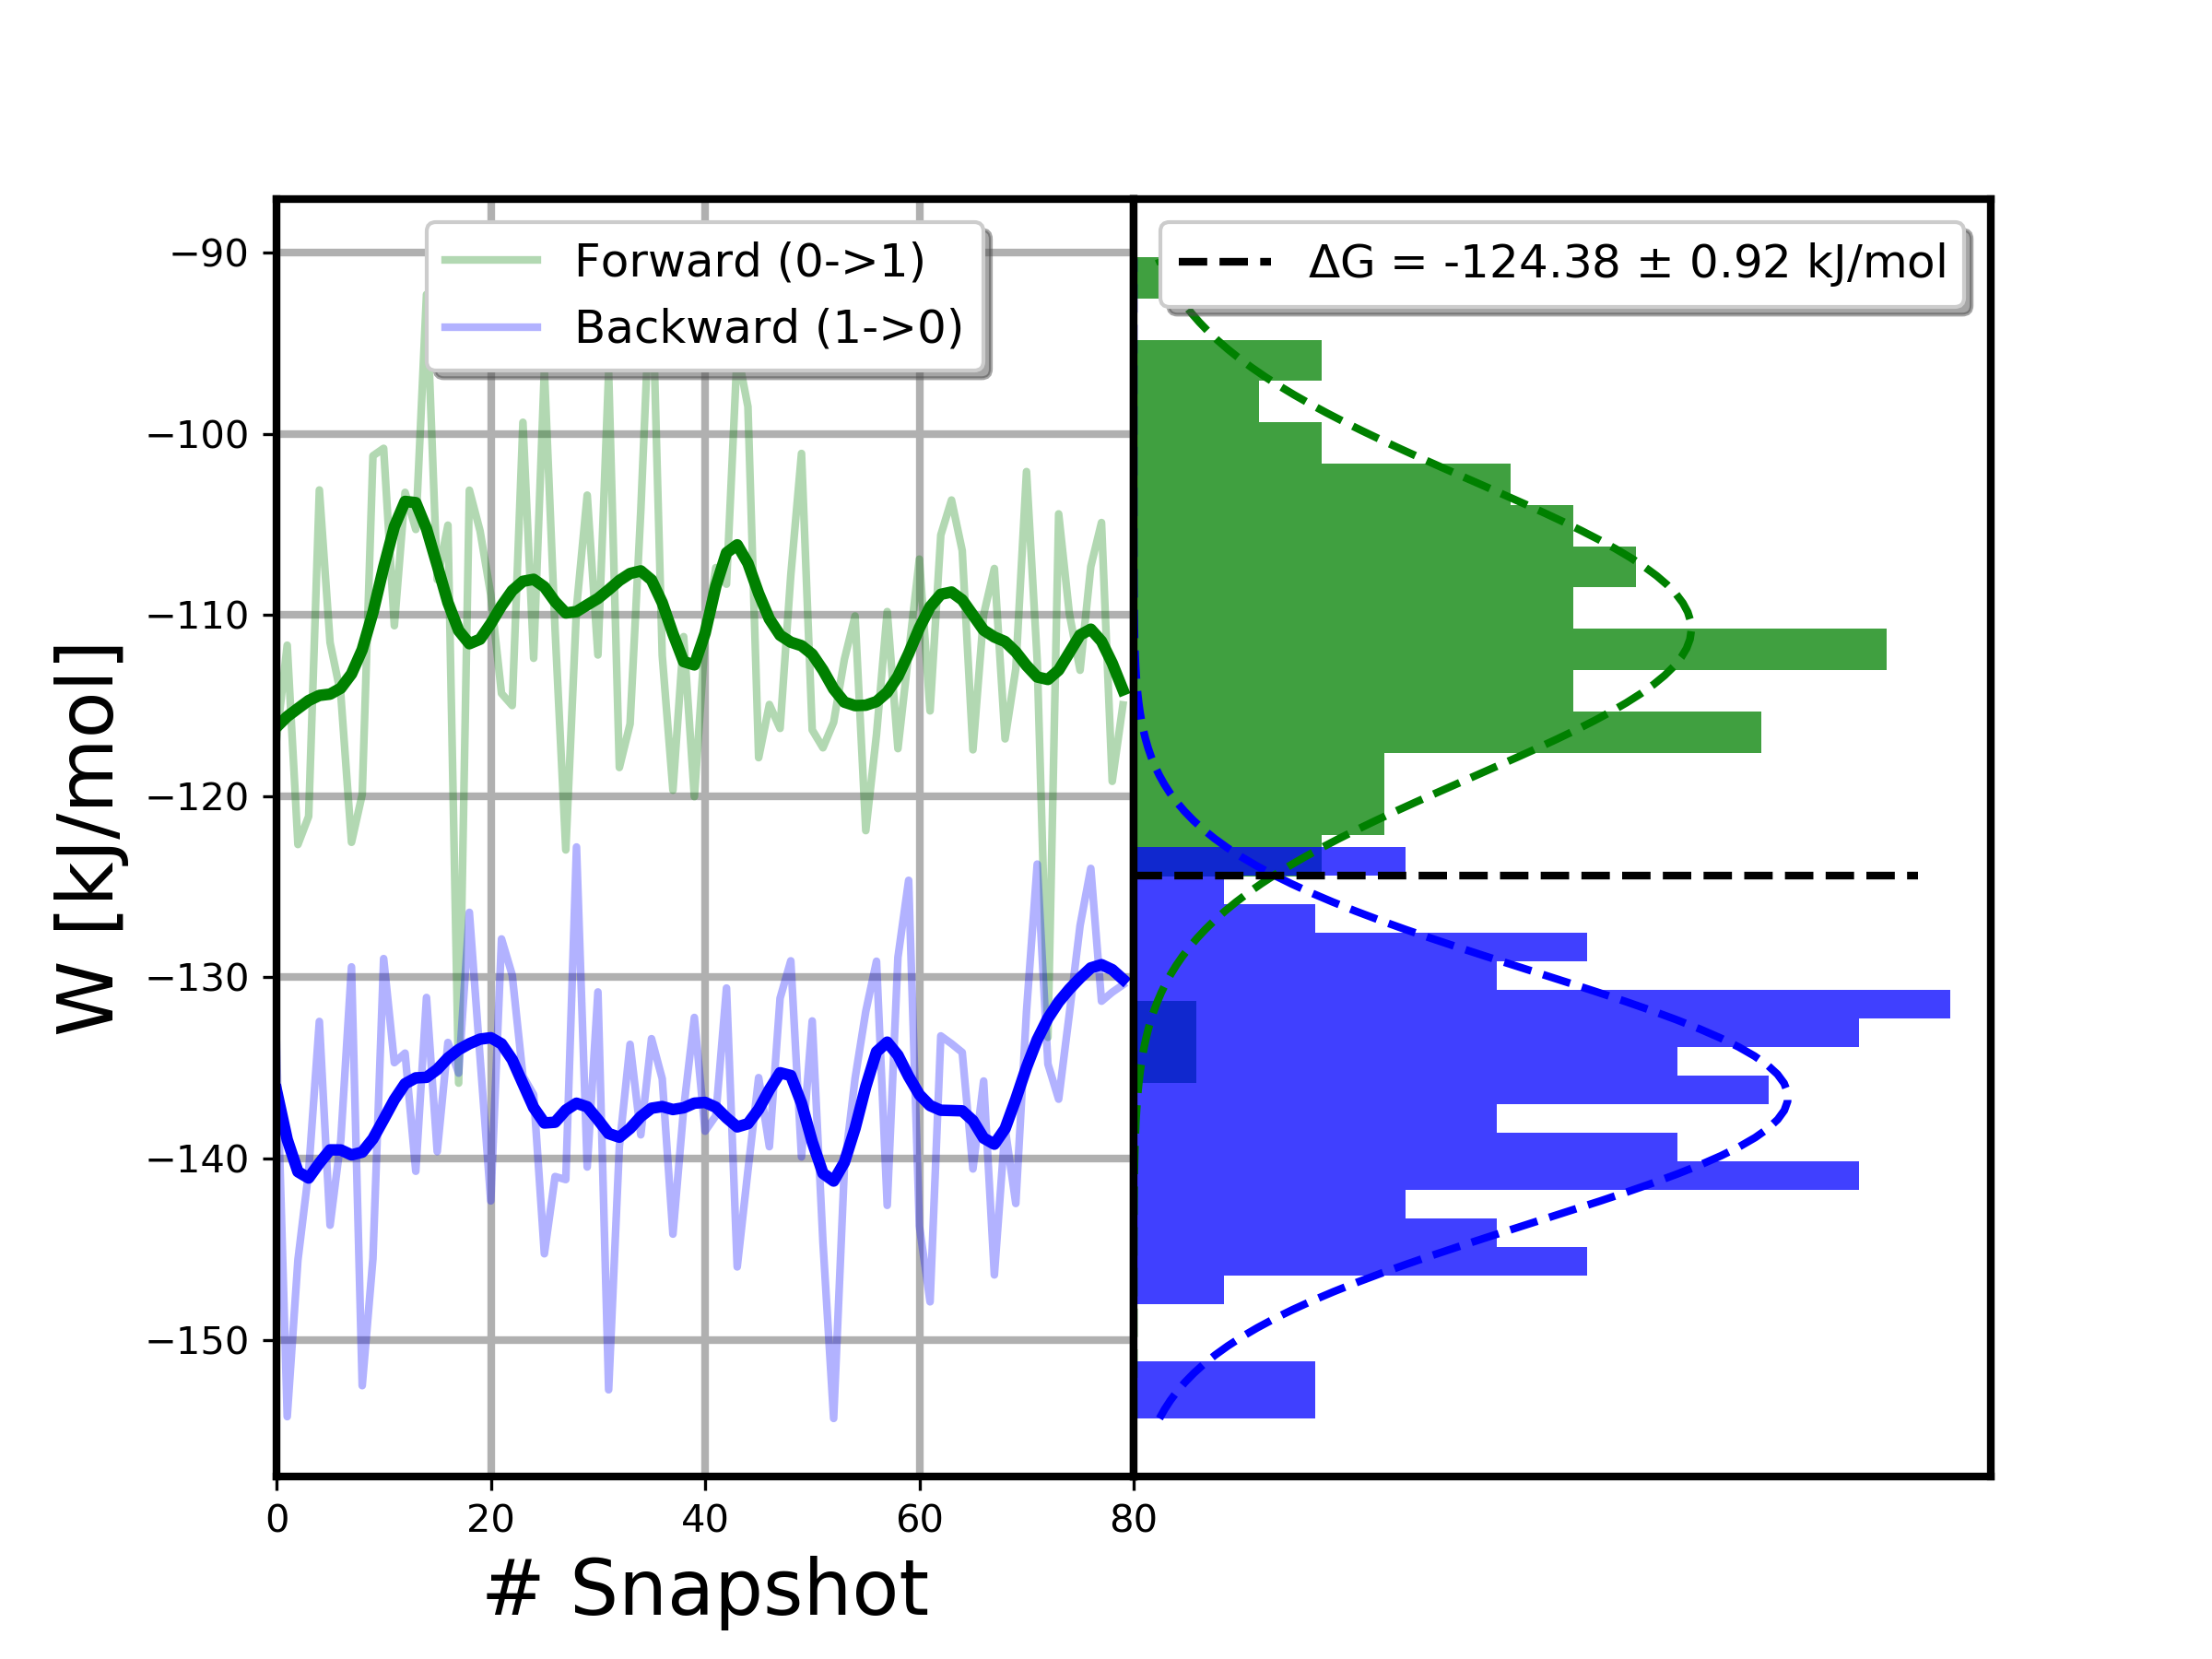 Forward (0->1)
Backward (1->0)
ΔG = -124.38 ± 0.92 kJ/mol
W [kJ/mol]
−90
−100
−110
−120
−130
−140
−150
0 20 40 60 80
# Snapshot